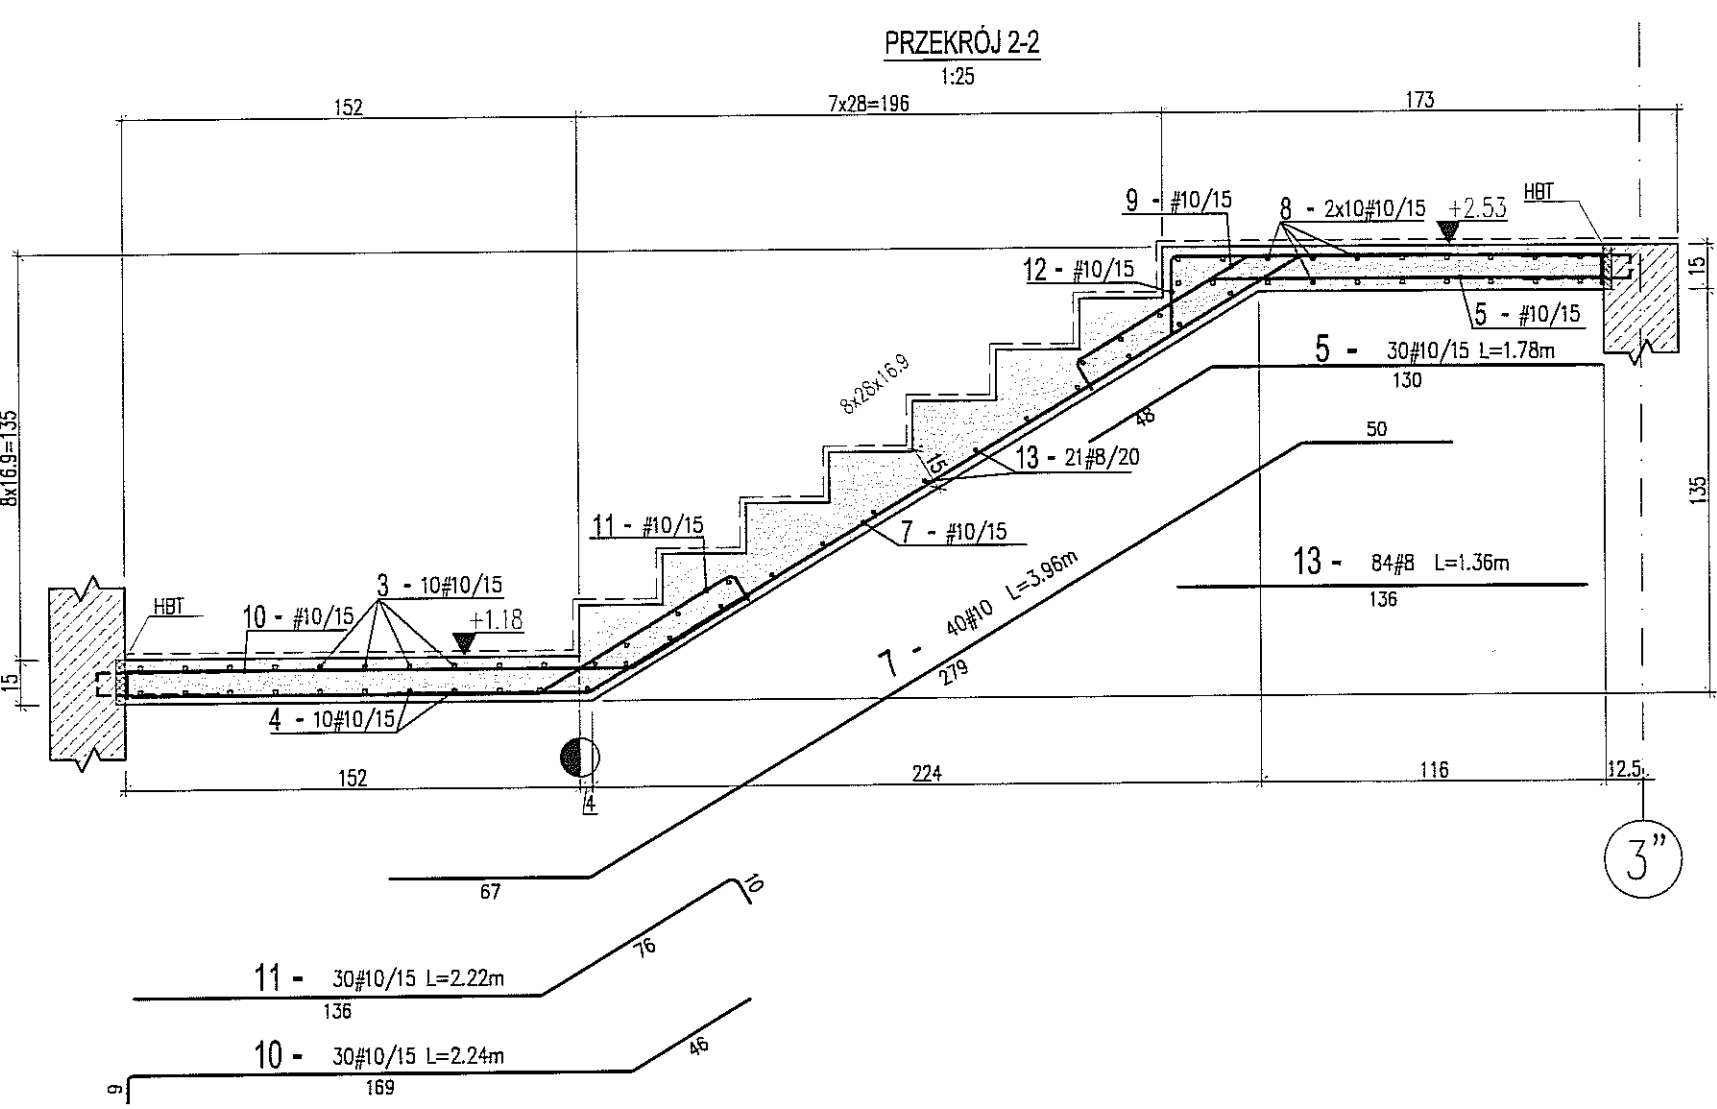 PRZEKRÓJ 2-2
1:25
152
7x28=196
173
9 - #10/15
8 - 2x10#10/15
+2.53
HBT
12 - #10/15
15
5 - #10/15
5 - 30#10/15 L=1.78m
130
48
8x28x16.9
8x16.9=135
50
15
13 - 21#8/20
135
11 - #10/15
7 - #10/15
13 - 84#8 L=1.36m
136
3 - 10#10/15
HBT
10 - #10/15
+1.18
7 - 40#10 L=3.96m
279
15
4 - 10#10/15
152
4
224
116
12.5
3”
67
10
76
11 - 30#10/15 L=2.22m
136
46
10 - 30#10/15 L=2.24m
169
9